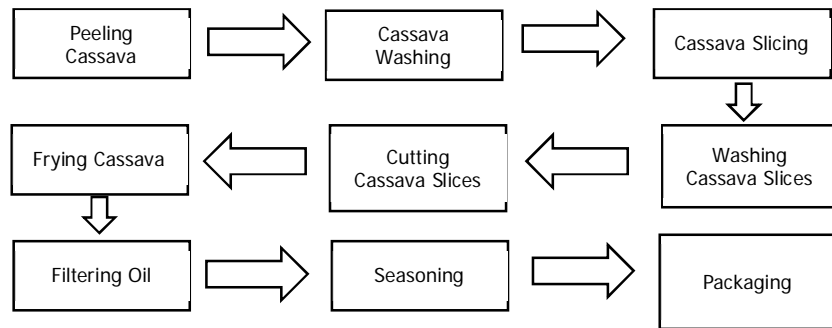 Peeling
Cassava
Cassava
Washing
Cassava Slicing
Washing
Cassava Slices
Cutting
Cassava Slices
Frying Cassava
Filtering Oil
Seasoning
Packaging